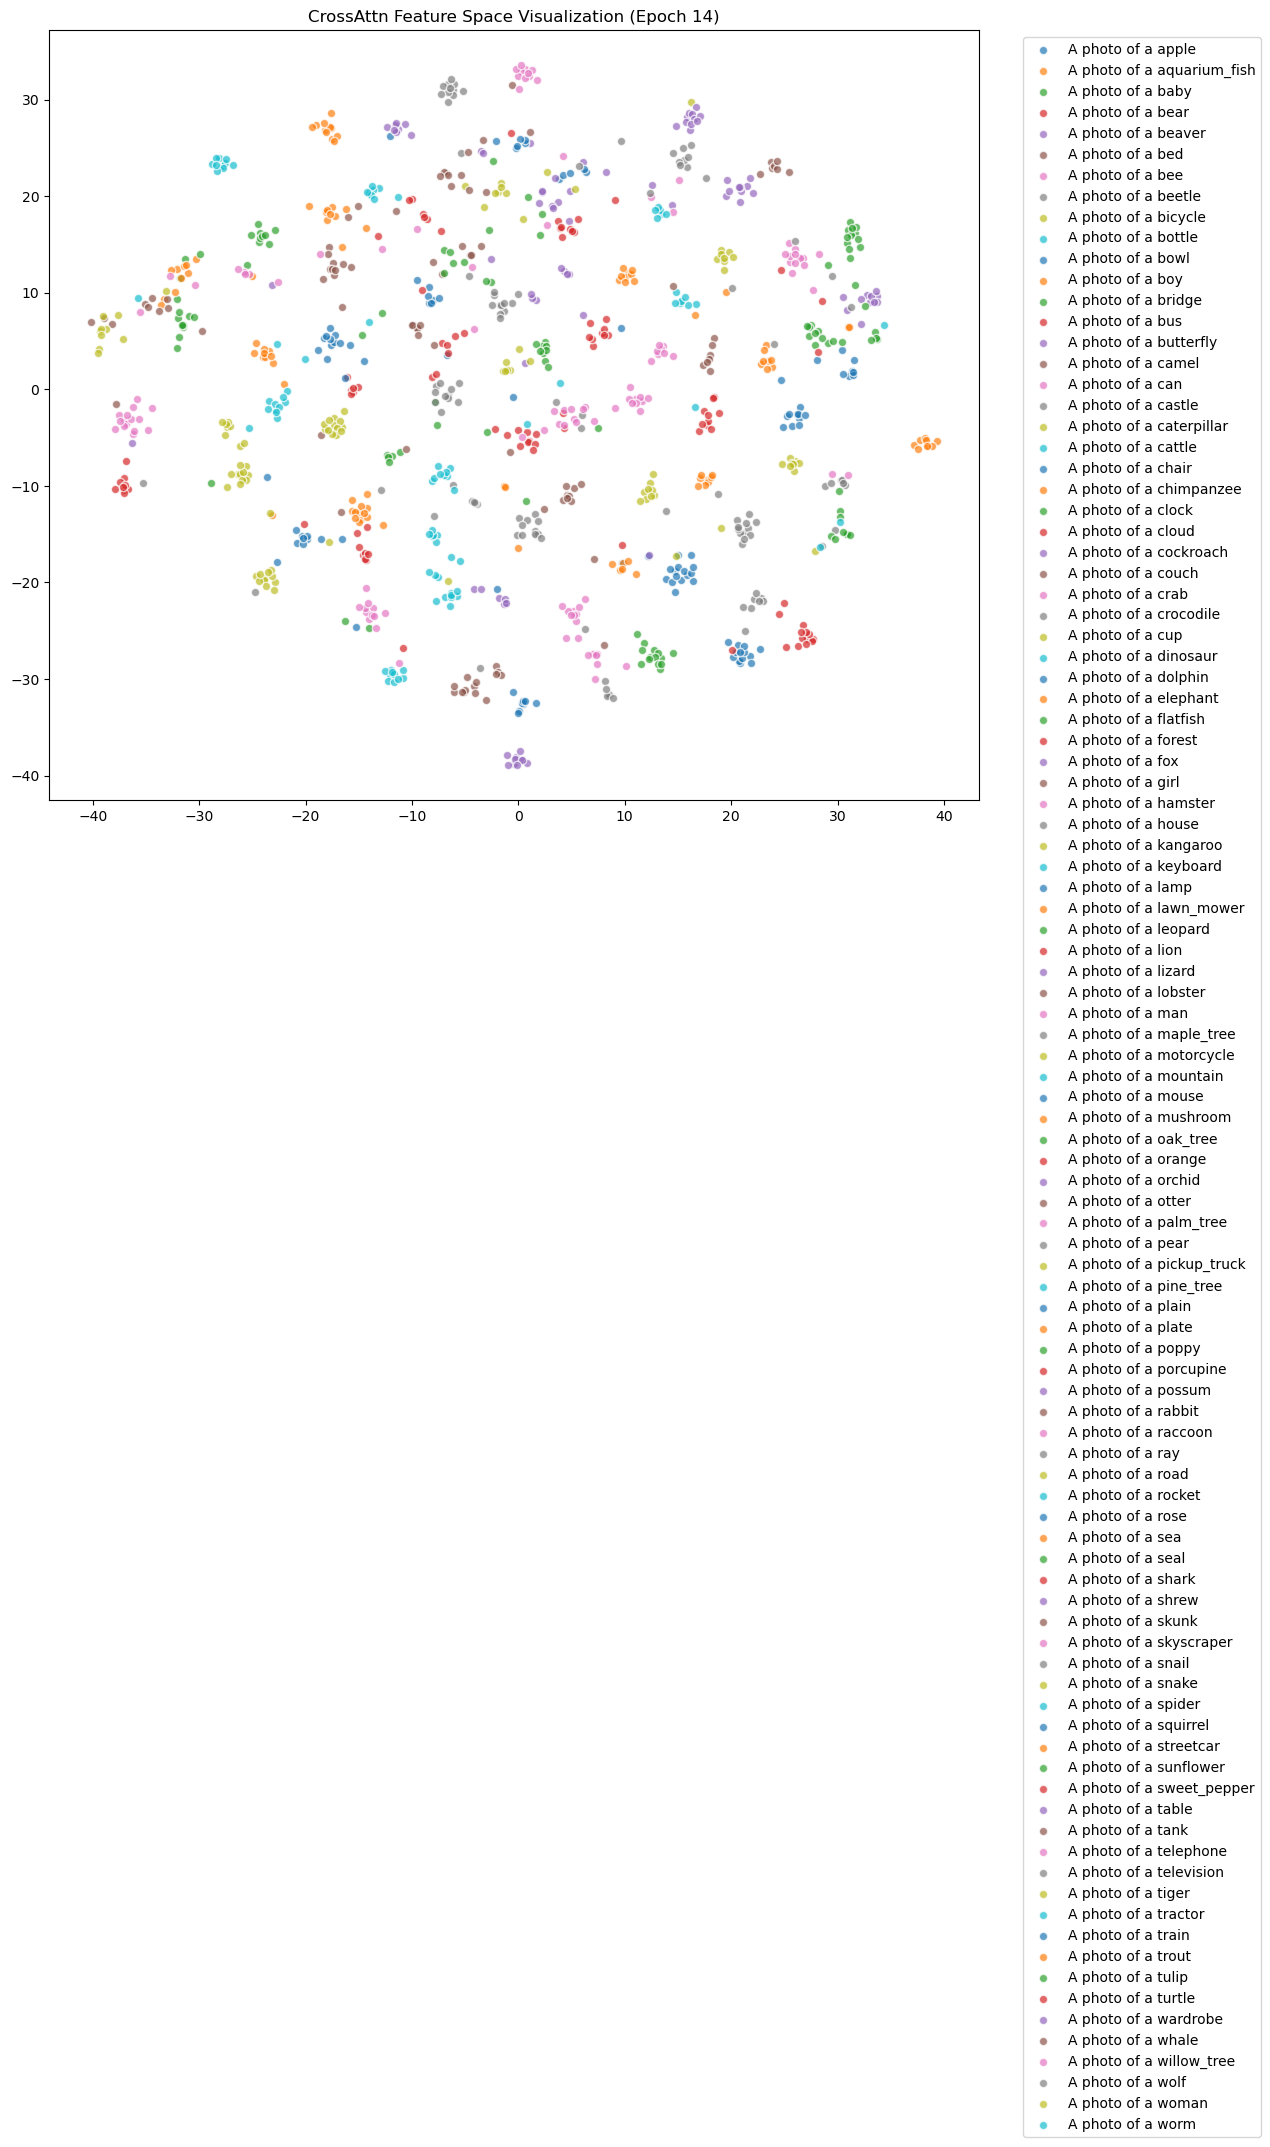 CrossAttn Feature Space Visualization (Epoch 14)
30
20
10
0
−10
−20
−30
−40
−40
−30
−20
−10
0
10
20
30
40
A photo of a apple
A photo of a aquarium_fish
A photo of a baby
A photo of a bear
A photo of a beaver
A photo of a bed
A photo of a bee
A photo of a beetle
A photo of a bicycle
A photo of a bottle
A photo of a bowl
A photo of a boy
A photo of a bridge
A photo of a bus
A photo of a butterfly
A photo of a camel
A photo of a can
A photo of a castle
A photo of a caterpillar
A photo of a cattle
A photo of a chair
A photo of a chimpanzee
A photo of a clock
A photo of a cloud
A photo of a cockroach
A photo of a couch
A photo of a crab
A photo of a crocodile
A photo of a cup
A photo of a dinosaur
A photo of a dolphin
A photo of a elephant
A photo of a flatfish
A photo of a forest
A photo of a fox
A photo of a girl
A photo of a hamster
A photo of a house
A photo of a kangaroo
A photo of a keyboard
A photo of a lamp
A photo of a lawn_mower
A photo of a leopard
A photo of a lion
A photo of a lizard
A photo of a lobster
A photo of a man
A photo of a maple_tree
A photo of a motorcycle
A photo of a mountain
A photo of a mouse
A photo of a mushroom
A photo of a oak_tree
A photo of a orange
A photo of a orchid
A photo of a otter
A photo of a palm_tree
A photo of a pear
A photo of a pickup_truck
A photo of a pine_tree
A photo of a plain
A photo of a plate
A photo of a poppy
A photo of a porcupine
A photo of a possum
A photo of a rabbit
A photo of a raccoon
A photo of a ray
A photo of a road
A photo of a rocket
A photo of a rose
A photo of a sea
A photo of a seal
A photo of a shark
A photo of a shrew
A photo of a skunk
A photo of a skyscraper
A photo of a snail
A photo of a snake
A photo of a spider
A photo of a squirrel
A photo of a streetcar
A photo of a sunflower
A photo of a sweet_pepper
A photo of a table
A photo of a tank
A photo of a telephone
A photo of a television
A photo of a tiger
A photo of a tractor
A photo of a train
A photo of a trout
A photo of a tulip
A photo of a turtle
A photo of a wardrobe
A photo of a whale
A photo of a willow_tree
A photo of a wolf
A photo of a woman
A photo of a worm